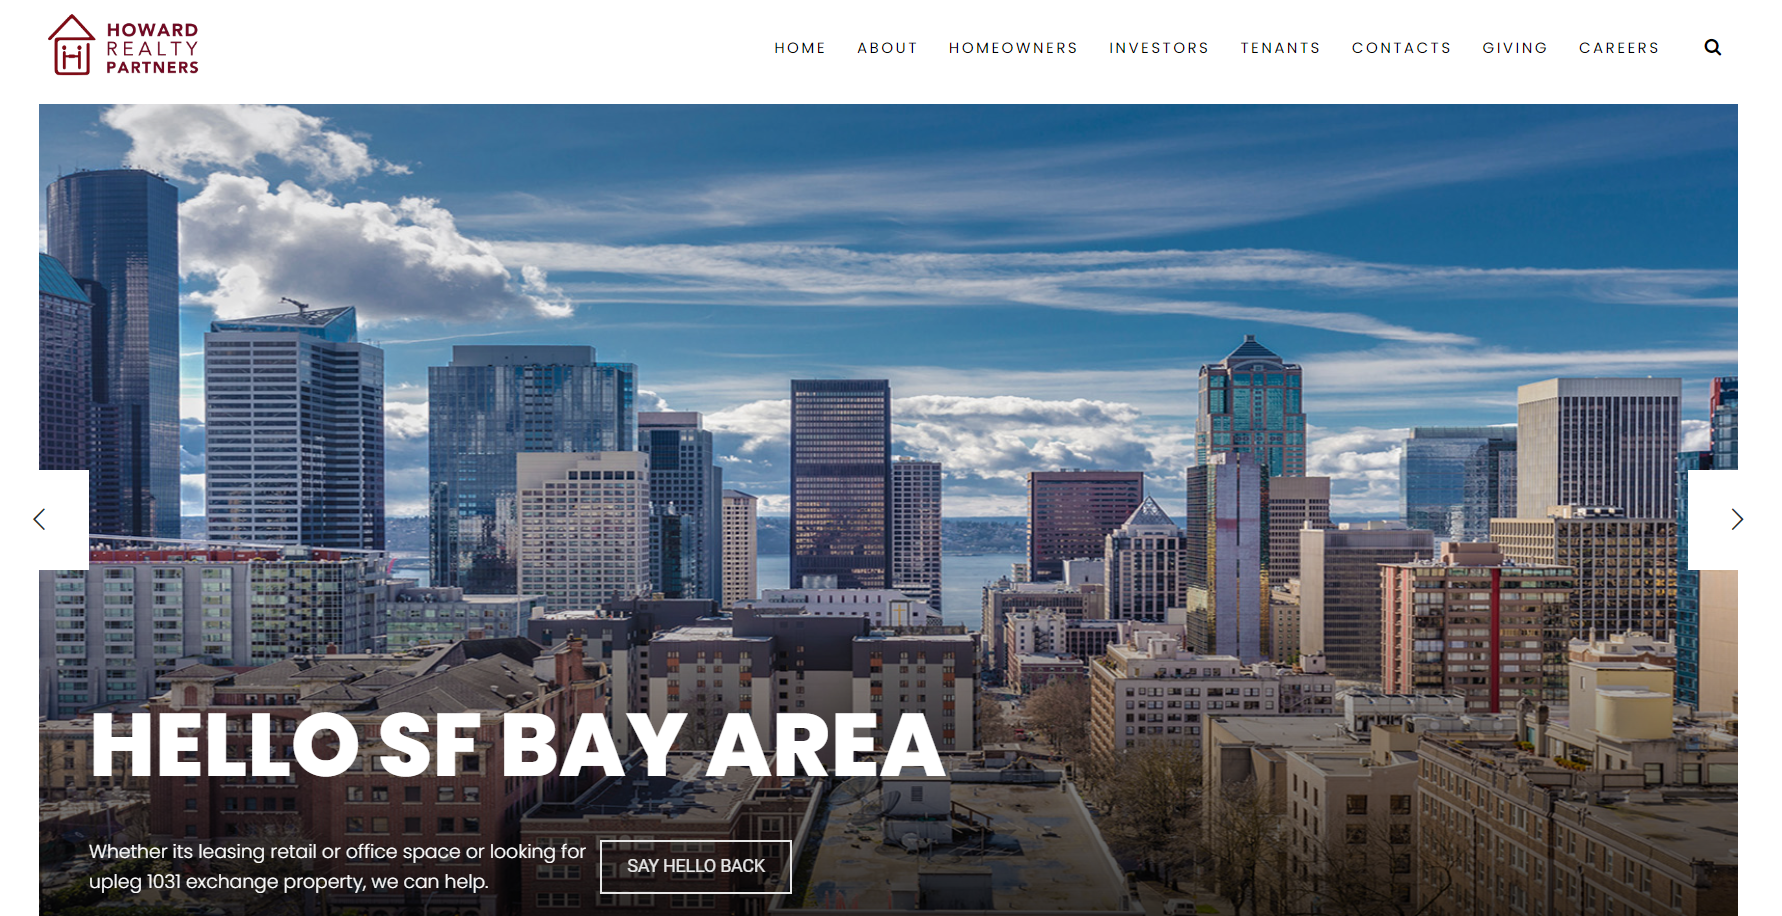 HOWARD
REALTY
PARTNERS
HOME ABOUT HOMEOWNERS INVESTORS TENANTS CONTACTS GIVING CAREERS
HELLO SF BAY AREA
Whether its leasing retail or office space or looking for
upleg 1031 exchange property, we can help.
SAY HELLO BACK